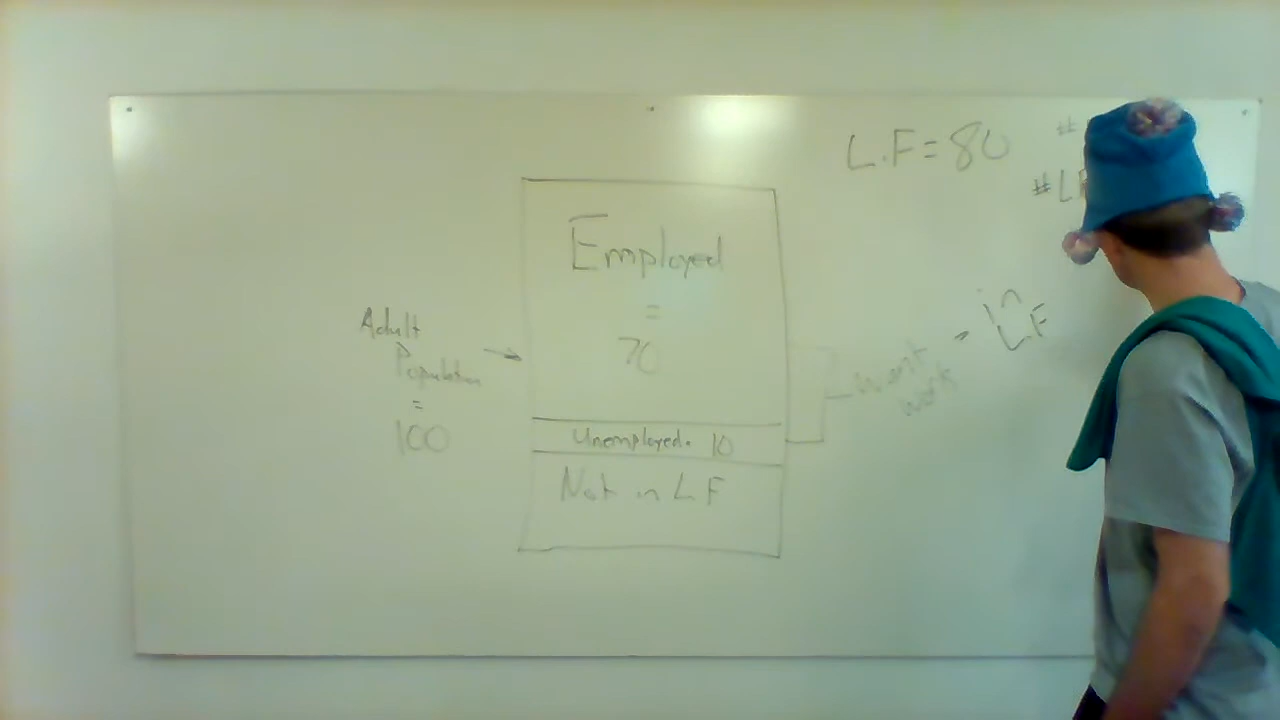 L.F=80
#
#LF
Employed
=
70
Adult
Population
=
100
Unemployed. 10
Not in LF
want
work
- in
L.F